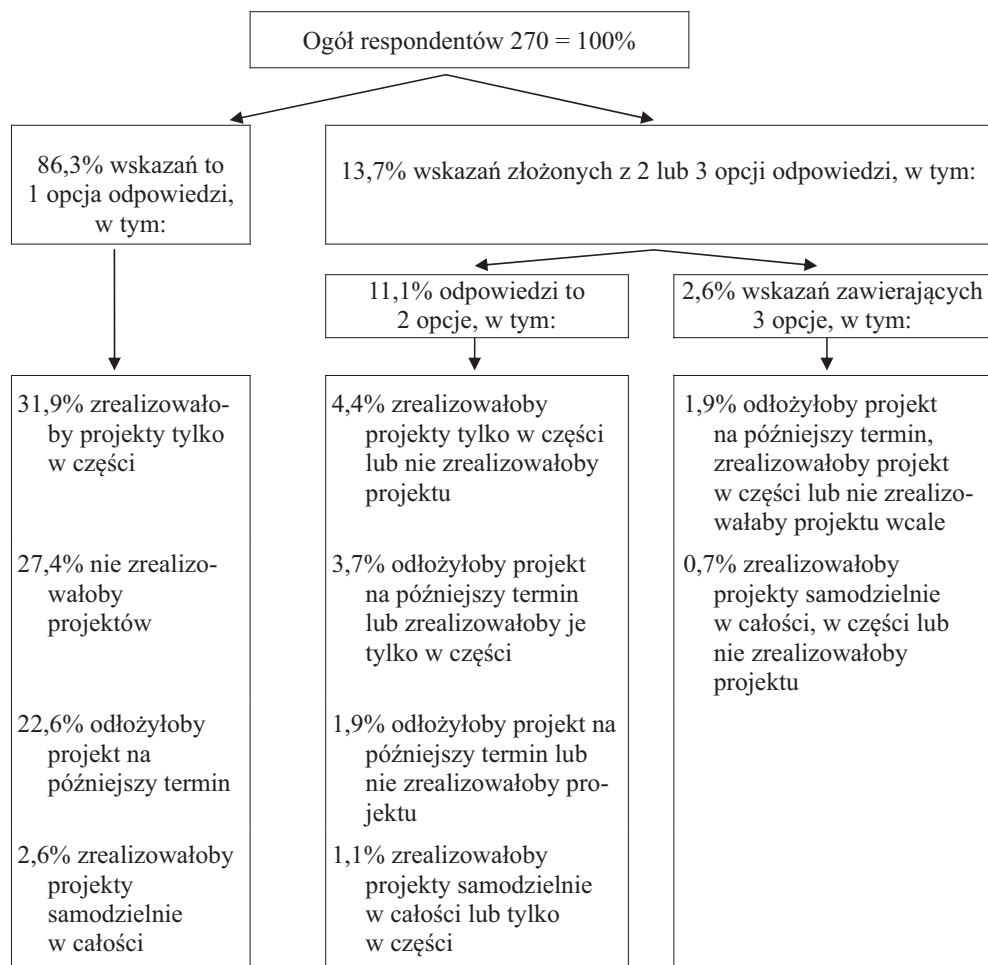 Ogół respondentów 270 = 100%
86,3% wskazań to
1 opcja odpowiedzi,
w tym:
13,7% wskazań złożonych z 2 lub 3 opcji odpowiedzi, w tym:
11,1% odpowiedzi to
2 opcje, w tym:
2,6% wskazań zawierających
3 opcje, w tym:
31,9% zrealizowało-
by projekty tylko
w części
27,4% nie zrealizo-
wałoby
projektów
22,6% odłożyłoby
projekt na
późniejszy termin
2,6% zrealizowałoby
projekty
samodzielnie
w całości
4,4% zrealizowałoby
projekty tylko w części
lub nie zrealizowałoby
projektu
3,7% odłożyłoby projekt
na późniejszy termin
lub zrealizowałoby je
tylko w części
1,9% odłożyłoby projekt na
późniejszy termin lub
nie zrealizowałoby pro-
jektu
1,1% zrealizowałoby
projekty samodzielnie
w całości lub tylko
w części
1,9% odłożyłoby projekt
na późniejszy termin,
zrealizowałoby projekt
w części lub nie zrealizo-
wałaby projektu wcale
0,7% zrealizowałoby
projekty samodzielnie
w całości, w części lub
nie zrealizowałoby
projektu